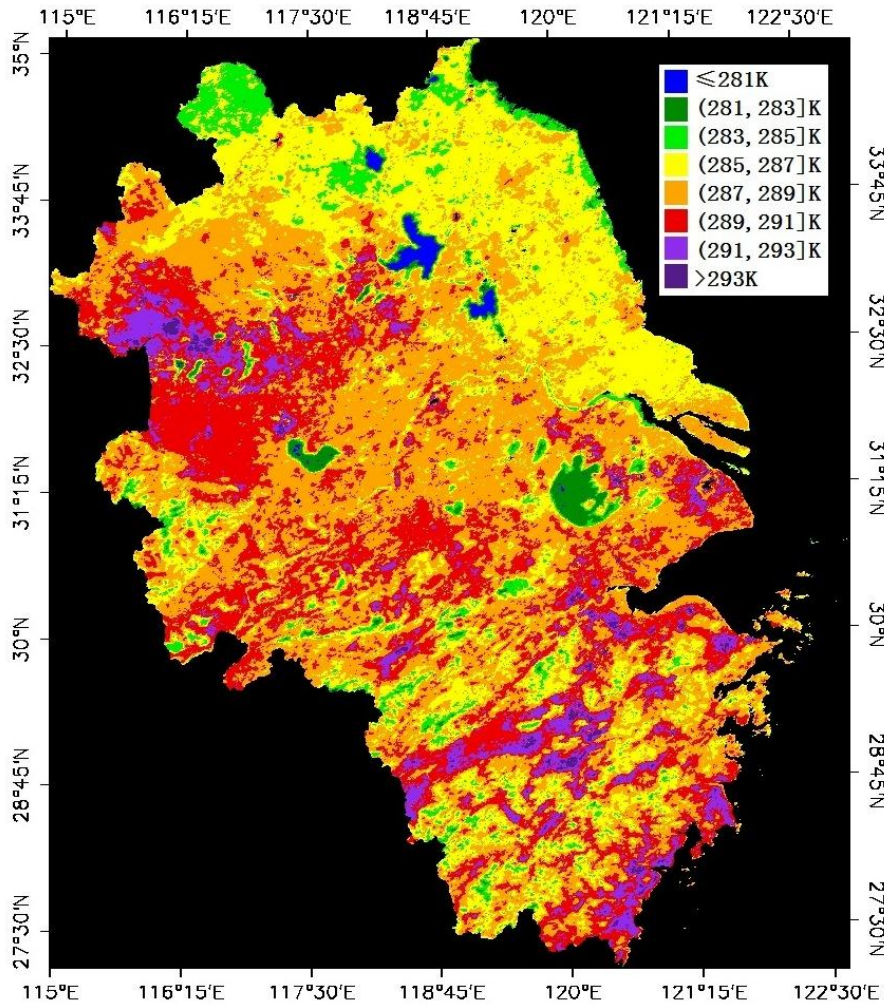 115°E 116°15′E 117°30′E 118°45′E 120°E 121°15′E 122°30′E
35°N
≤281K
(281,283]K
(283,285]K
(285,287]K
(287,289]K
(289,291]K
(291,293]K
>293K
33°45′N 33°45′N
32°30′N 32°30′N
31°15′N 31°15′N
30°N 30°N
28°45′N 28°45′N
27°30′N 27°30′N
115°E 116°15′E 117°30′E 118°45′E 120°E 121°15′E 122°30′E